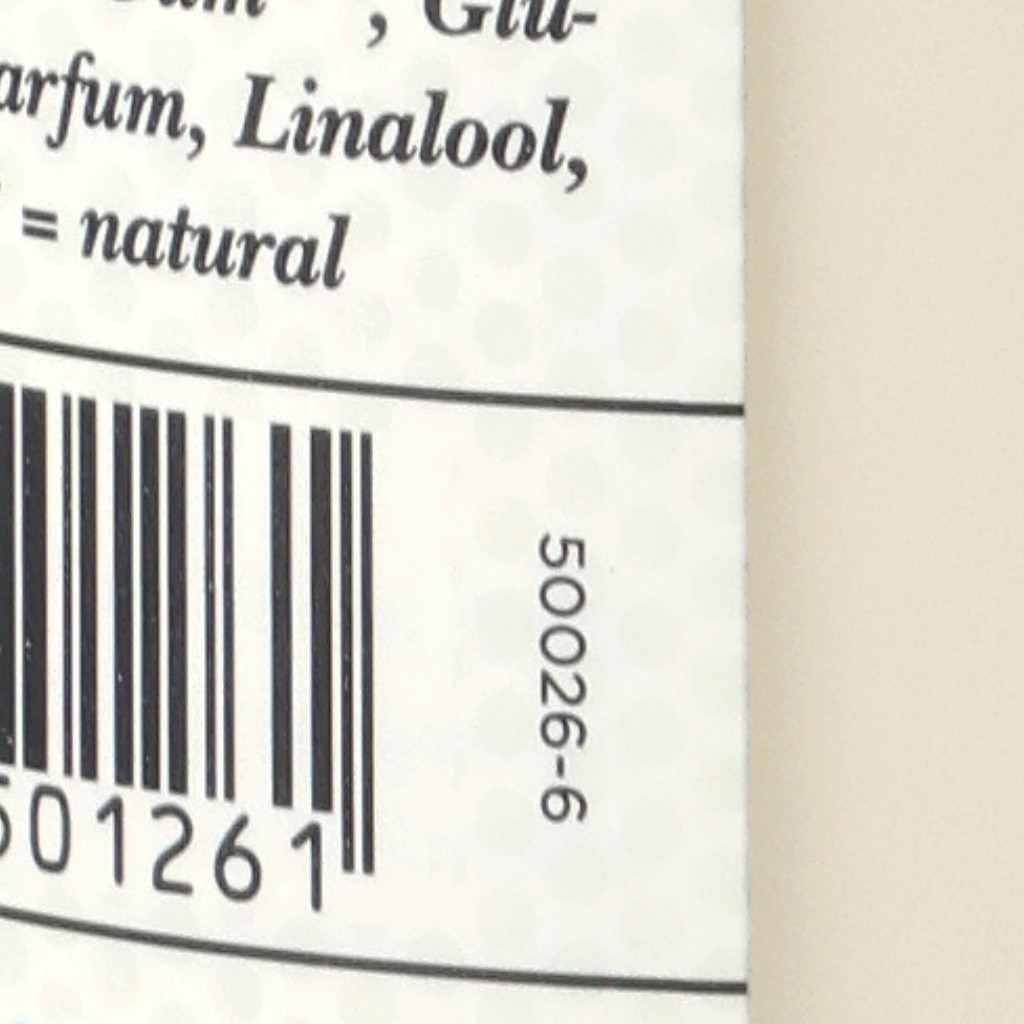 , Glu-
arfum, Linalool,
= natural
501261
50026-6